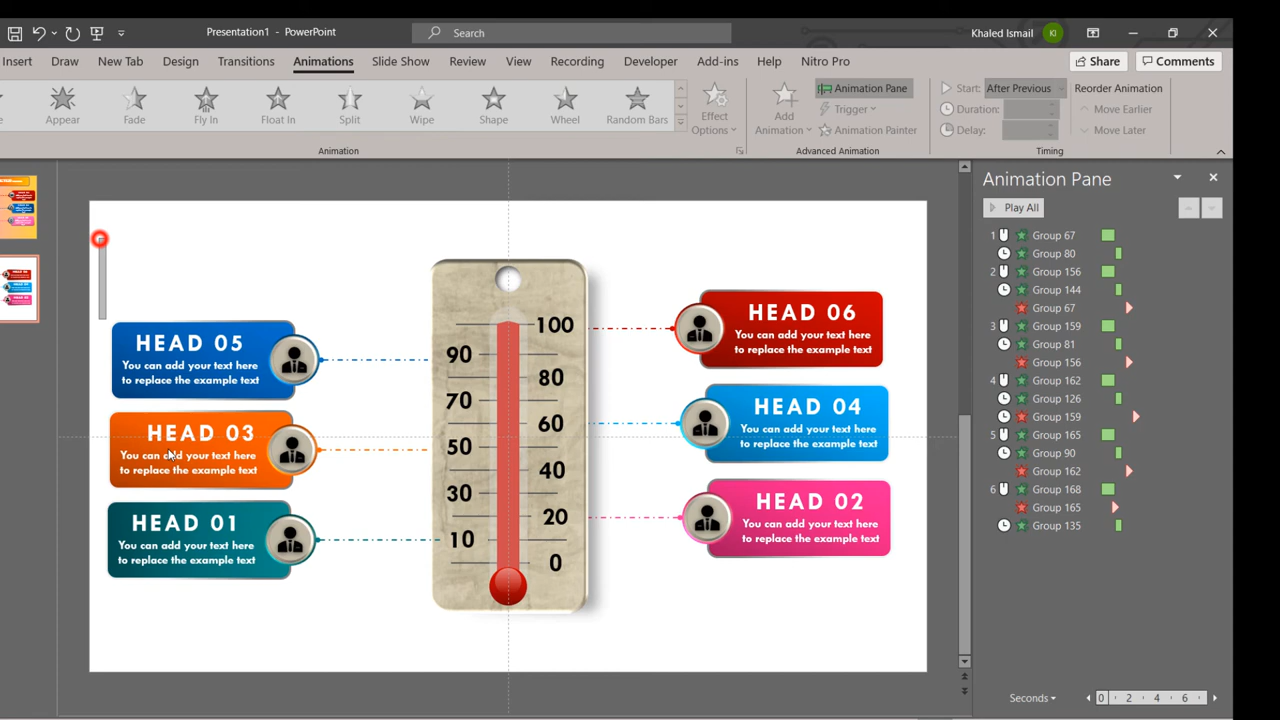 Presentation1 - PowerPoint
Search
Khaled Ismail
KI
Insert Draw New Tab Design Transitions Animations Slide Show Review View Recording Developer Add-ins Help Nitro Pro
Share
Comments
Appear
Fade
Fly In
Float In
Split
Wipe
Shape
Wheel
Random Bars
Animation
Effect
Options
Add
Animation
Animation Pane
Trigger
Animation Painter
Advanced Animation
Start: After Previous
Duration:
Delay:
Timing
Reorder Animation
Move Earlier
Move Later
HEAD 05
You can add your text here
to replace the example text
HEAD 03
You can add your text here
to replace the example text
HEAD 01
You can add your text here
to replace the example text
100
90
80
70
60
50
40
30
20
10
0
HEAD 06
You can add your text here
to replace the example text
HEAD 04
You can add your text here
to replace the example text
HEAD 02
You can add your text here
to replace the example text
Animation Pane
Play All
1 Group 67
Group 80
2 Group 156
Group 144
Group 67
3 Group 159
Group 81
Group 156
4 Group 162
Group 126
Group 159
5 Group 165
Group 90
Group 162
6 Group 168
Group 165
Group 135
Seconds
0 2 4 6